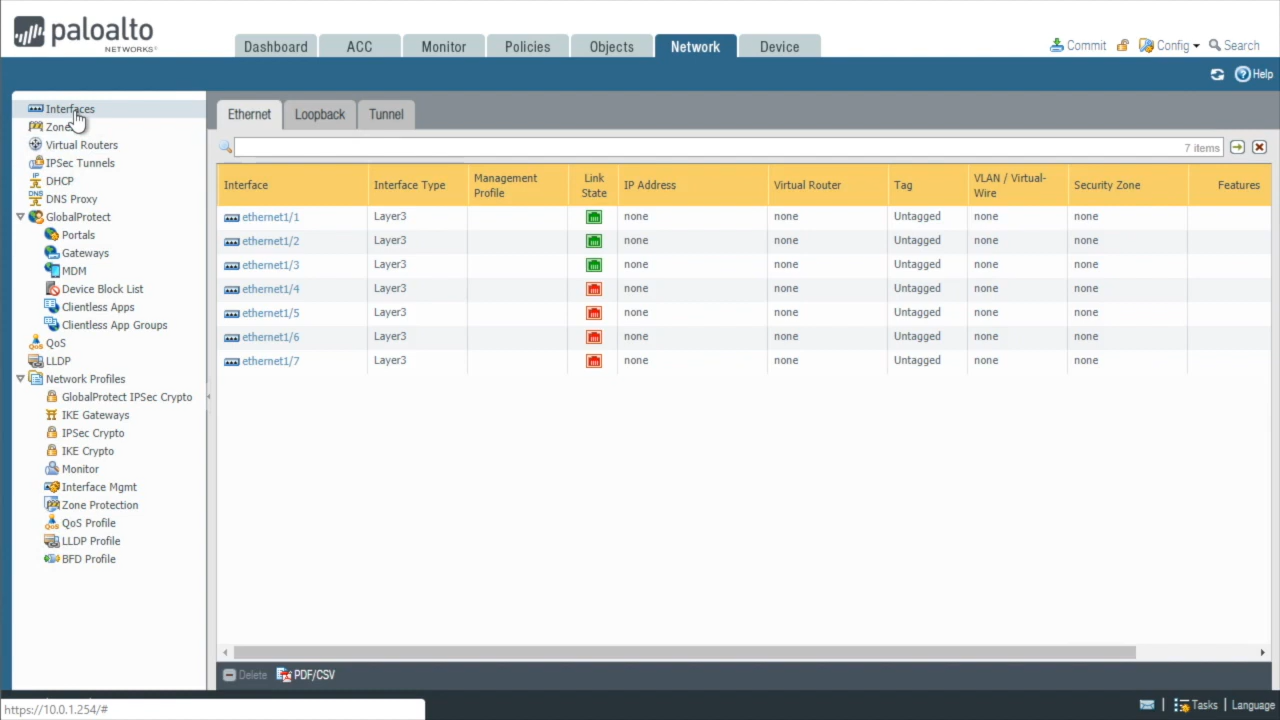 paloalto
NETWORKS
Dashboard ACC Monitor Policies Objects Network Device
Commit Config Search
Help
Interfaces
Zone
Virtual Routers
IPSec Tunnels
DHCP
DNS Proxy
GlobalProtect
Portals
Gateways
MDM
Device Block List
Clientless Apps
Clientless App Groups
QoS
LLDP
Network Profiles
GlobalProtect IPSec Crypto
IKE Gateways
IPSec Crypto
IKE Crypto
Monitor
Interface Mgmt
Zone Protection
QoS Profile
LLDP Profile
BFD Profile
Ethernet Loopback Tunnel
7 items
Interface Interface Type Management Profile Link State IP Address Virtual Router Tag VLAN / Virtual-Wire Security Zone Features
ethernet1/1 Layer3 none none Untagged none none
ethernet1/2 Layer3 none none Untagged none none
ethernet1/3 Layer3 none none Untagged none none
ethernet1/4 Layer3 none none Untagged none none
ethernet1/5 Layer3 none none Untagged none none
ethernet1/6 Layer3 none none Untagged none none
ethernet1/7 Layer3 none none Untagged none none
Delete PDF/CSV
https://10.0.1.254/#
Tasks | Language